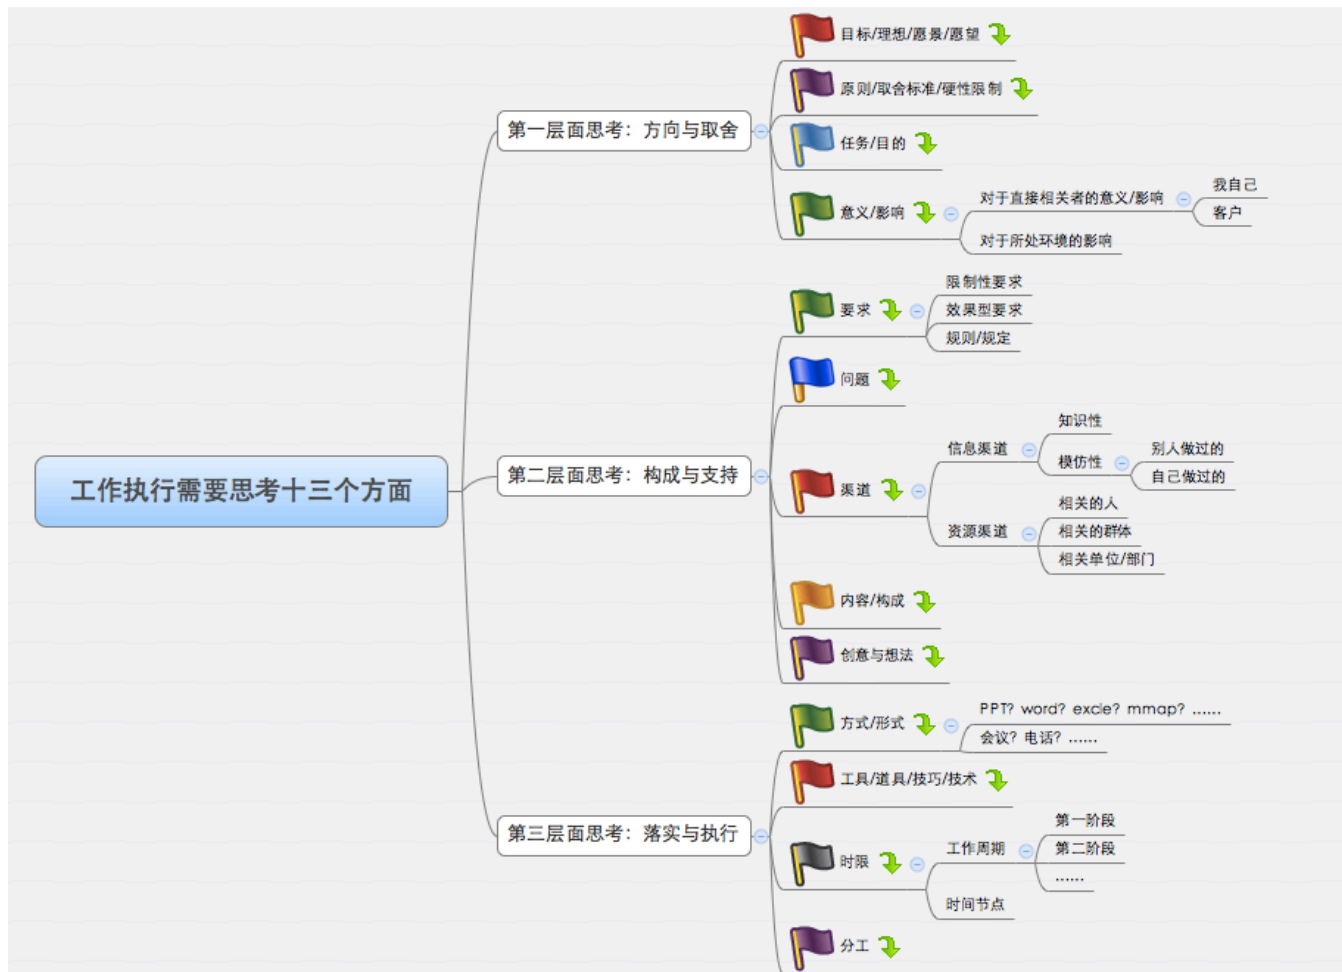 工作执行需要思考十三个方面
第一层面思考：方向与取舍
目标/理想/愿景/愿望
原则/取舍标准/硬性限制
任务/目的
意义/影响
对于直接相关者的意义/影响
我自己
客户
对于所处环境的影响
第二层面思考：构成与支持
要求
限制性要求
效果型要求
规则/规定
问题
渠道
信息渠道
知识性
模仿性
别人做过的
自己做过的
资源渠道
相关的人
相关的群体
相关单位/部门
内容/构成
创意与想法
第三层面思考：落实与执行
方式/形式
PPT? word? excle? mmap? ......
会议? 电话? ......
工具/道具/技巧/技术
时限
工作周期
第一阶段
第二阶段
......
时间节点
分工